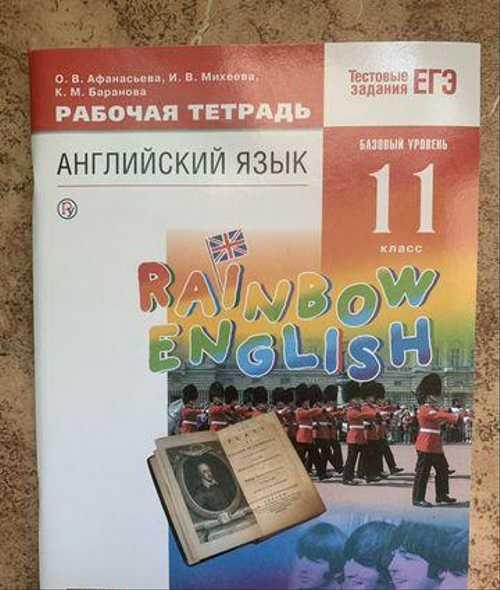 О. В. Афанасьева, И. В. Михеева,
К. М. Баранова
РАБОЧАЯ ТЕТРАДЬ
Тестовые
задания ЕГЭ
АНГЛИЙСКИЙ ЯЗЫК
БАЗОВЫЙ УРОВЕНЬ
11
КЛАСС
RAINBOW
ENGLISH